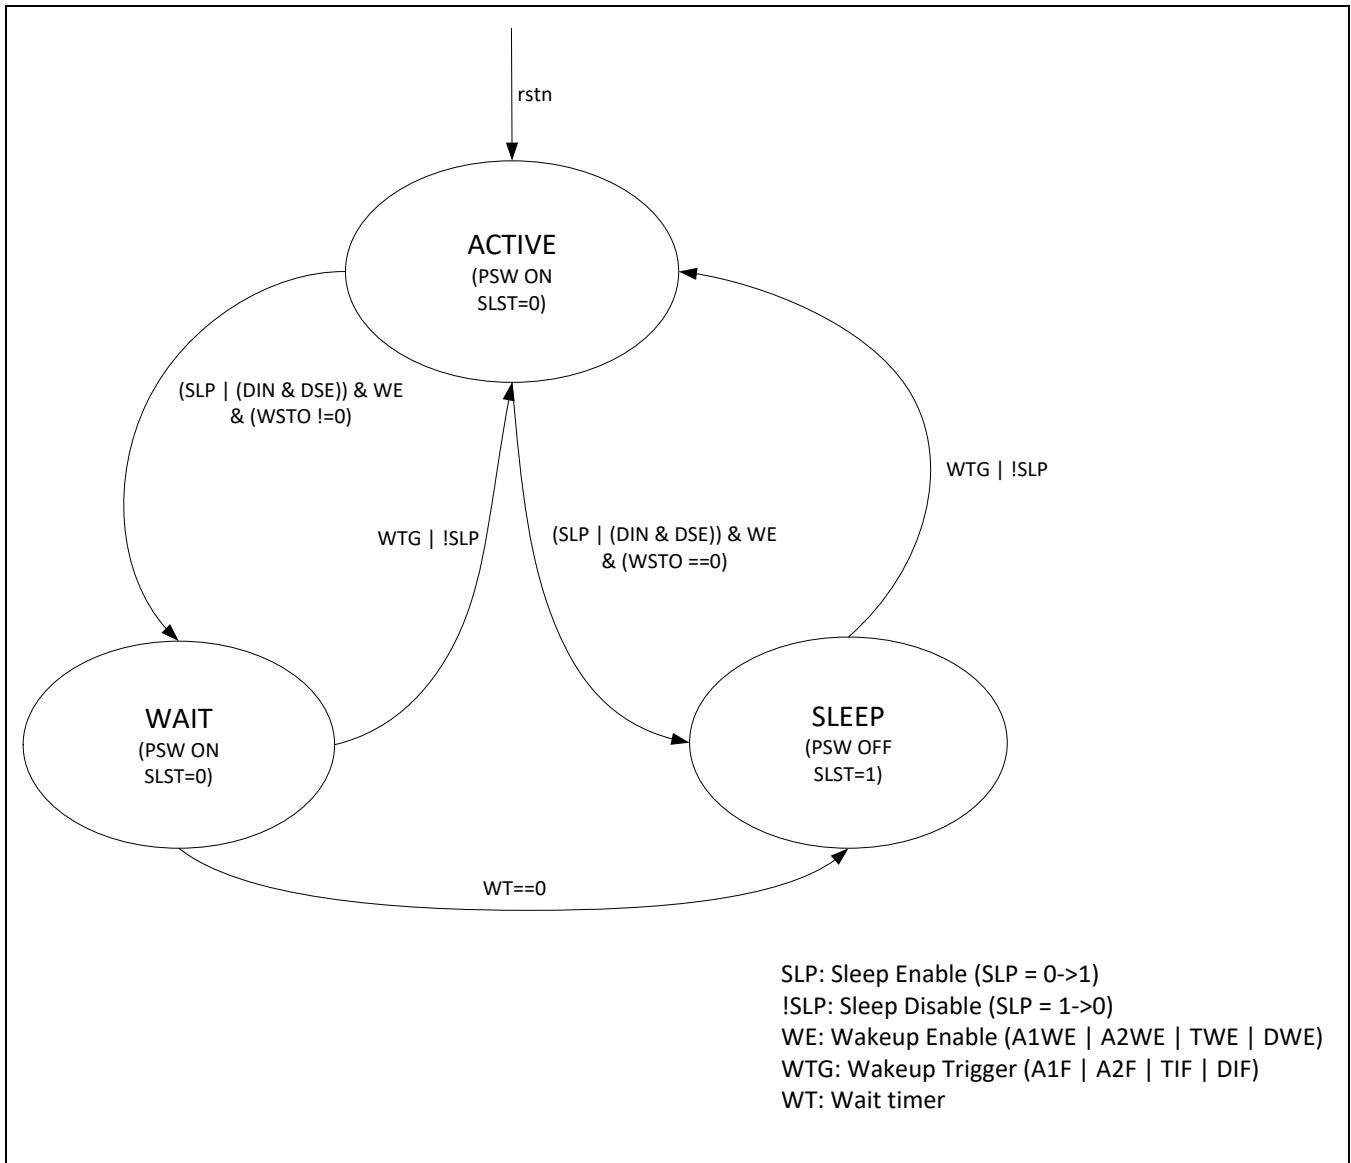 rstn
ACTIVE
(PSW ON
SLST=0)
(SLP | (DIN & DSE)) & WE
& (WSTO !=0)
WTG | !SLP
WTG | !SLP
(SLP | (DIN & DSE)) & WE
& (WSTO ==0)
WAIT
(PSW ON
SLST=0)
SLEEP
(PSW OFF
SLST=1)
WT==0
SLP: Sleep Enable (SLP = 0->1)
!SLP: Sleep Disable (SLP = 1->0)
WE: Wakeup Enable (A1WE | A2WE | TWE | DWE)
WTG: Wakeup Trigger (A1F | A2F | TIF | DIF)
WT: Wait timer